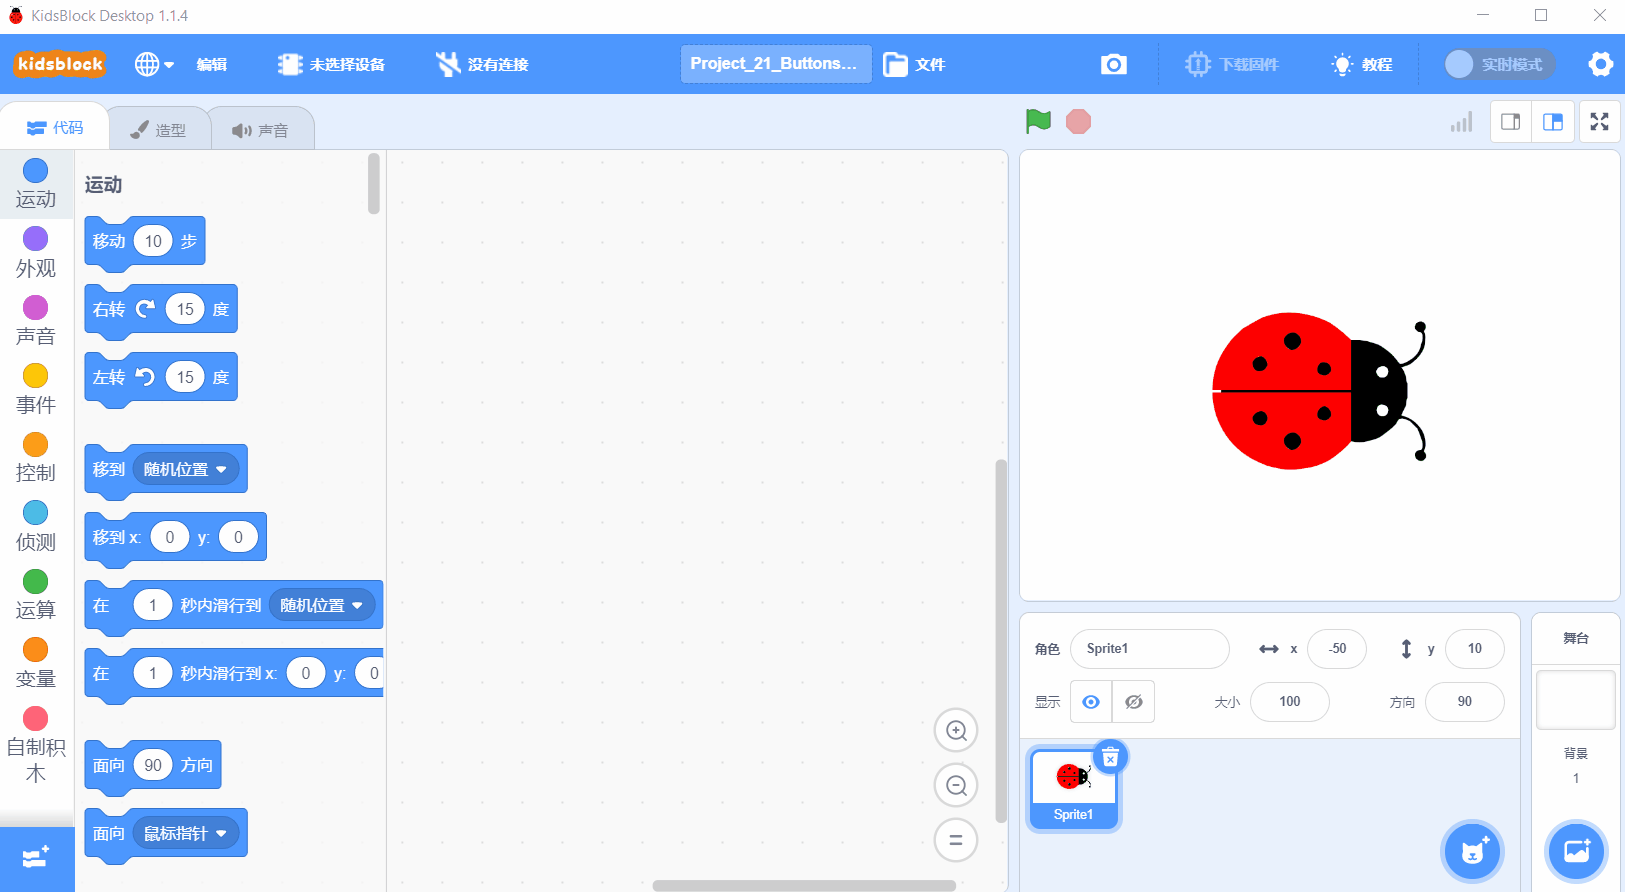 KidsBlock Desktop 1.1.4
kidsblock 编辑 未选择设备 没有连接 Project_21_Buttons... 文件 下载固件 教程 实时模式
代码 造型 声音
运动
外观
声音
事件
控制
侦测
运算
变量
自制积
木
运动
移动 10 步
右转 15 度
左转 15 度
移到 随机位置
移到 x: 0 y: 0
在 1 秒内滑行到 随机位置
在 1 秒内滑行到 x: 0 y: 0
面向 90 方向
面向 鼠标指针
角色 Sprite1 x -50 y 10
显示 大小 100 方向 90
Sprite1
舞台
背景
1